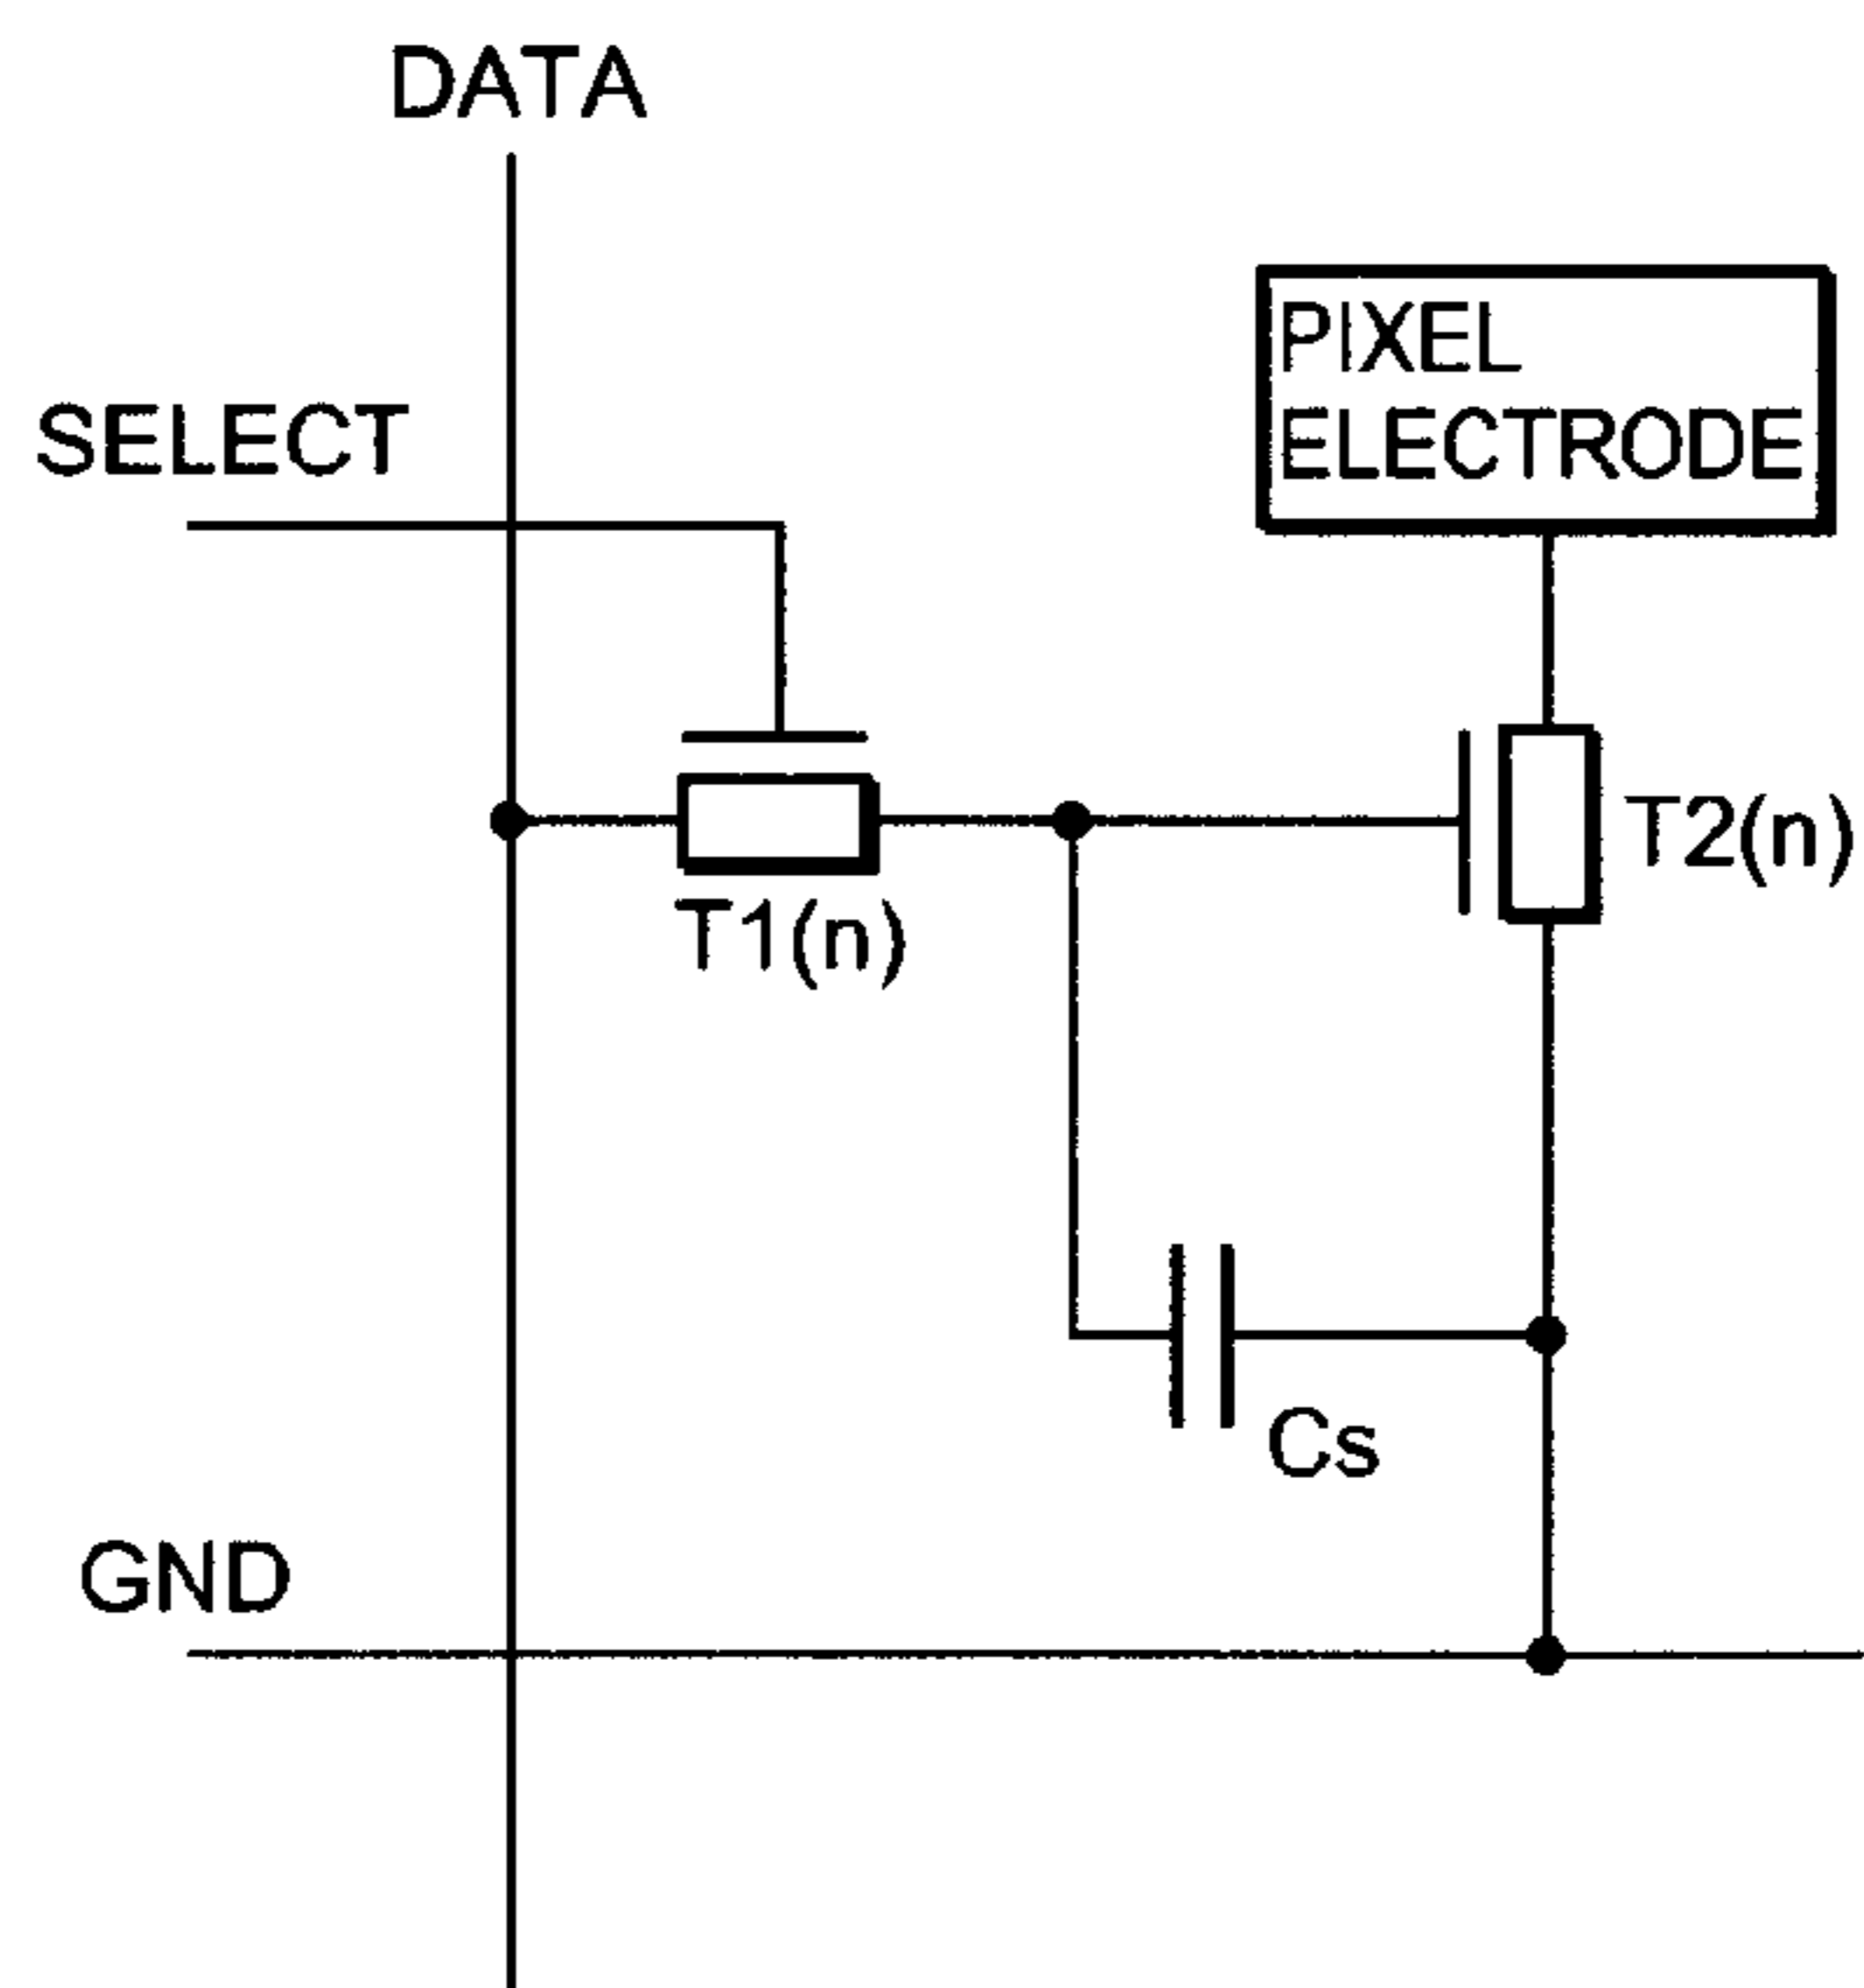 DATA
SELECT
PIXEL
ELECTRODE
T1(n)
T2(n)
Cs
GND